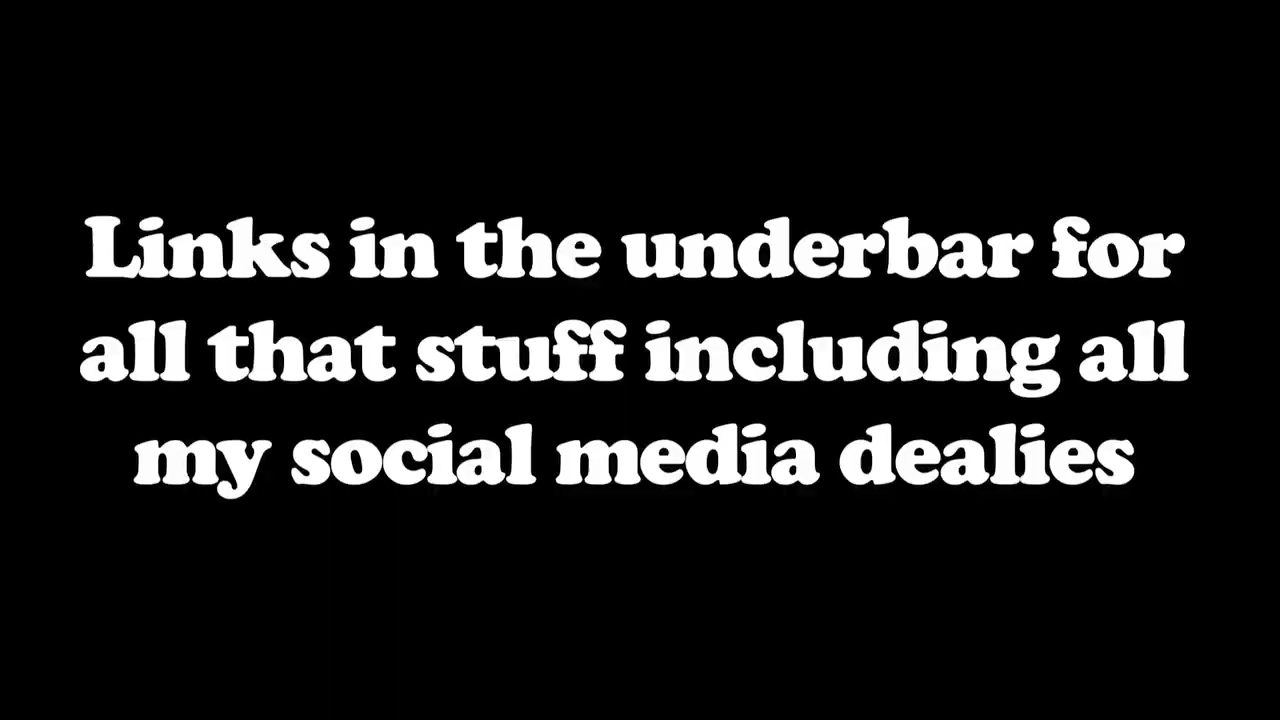 Links in the underbar for
all that stuff including all
my social media dealies